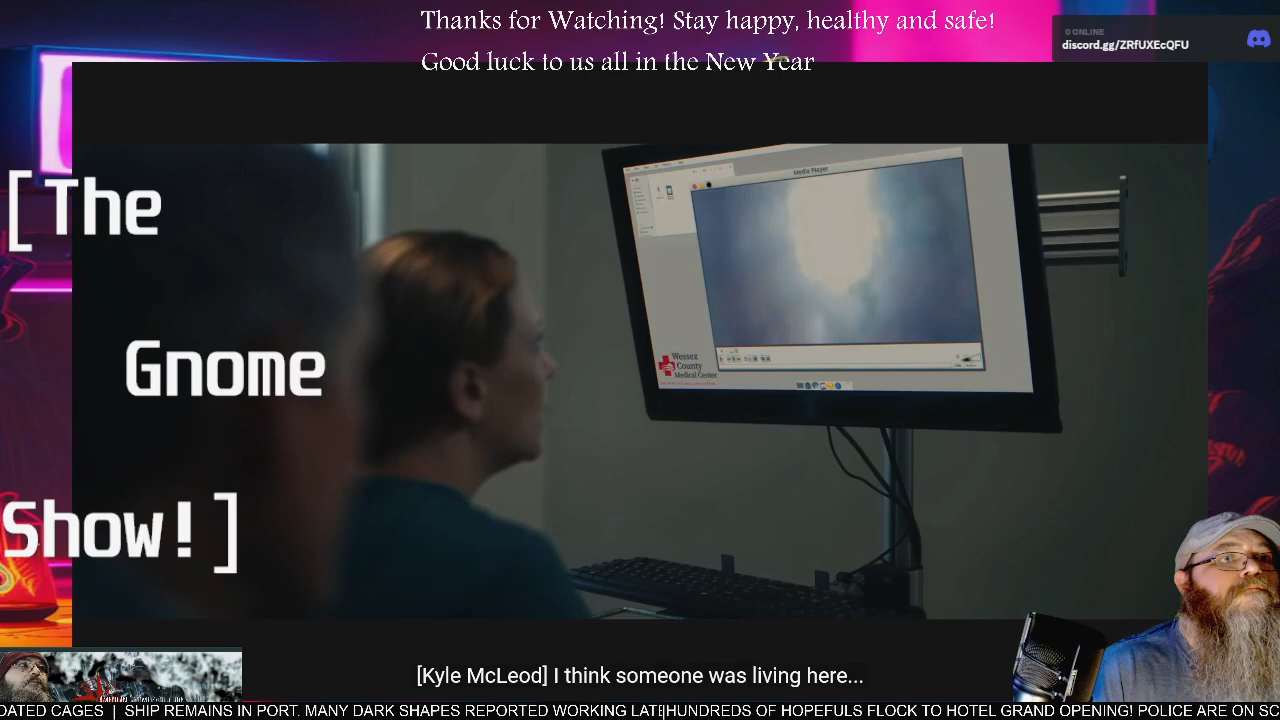 Thanks for Watching! Stay happy, healthy and safe!
Good luck to us all in the New Year
0 ONLINE
discord.gg/ZRfUXEcQFU
[The
Gnome
Show!]
Media Player
Wessex
County
Medical Center
[Kyle McLeod] I think someone was living here...
DATED CAGES | SHIP REMAINS IN PORT. MANY DARK SHAPES REPORTED WORKING LATE
HUNDREDS OF HOPEFULS FLOCK TO HOTEL GRAND OPENING! POLICE ARE ON SC